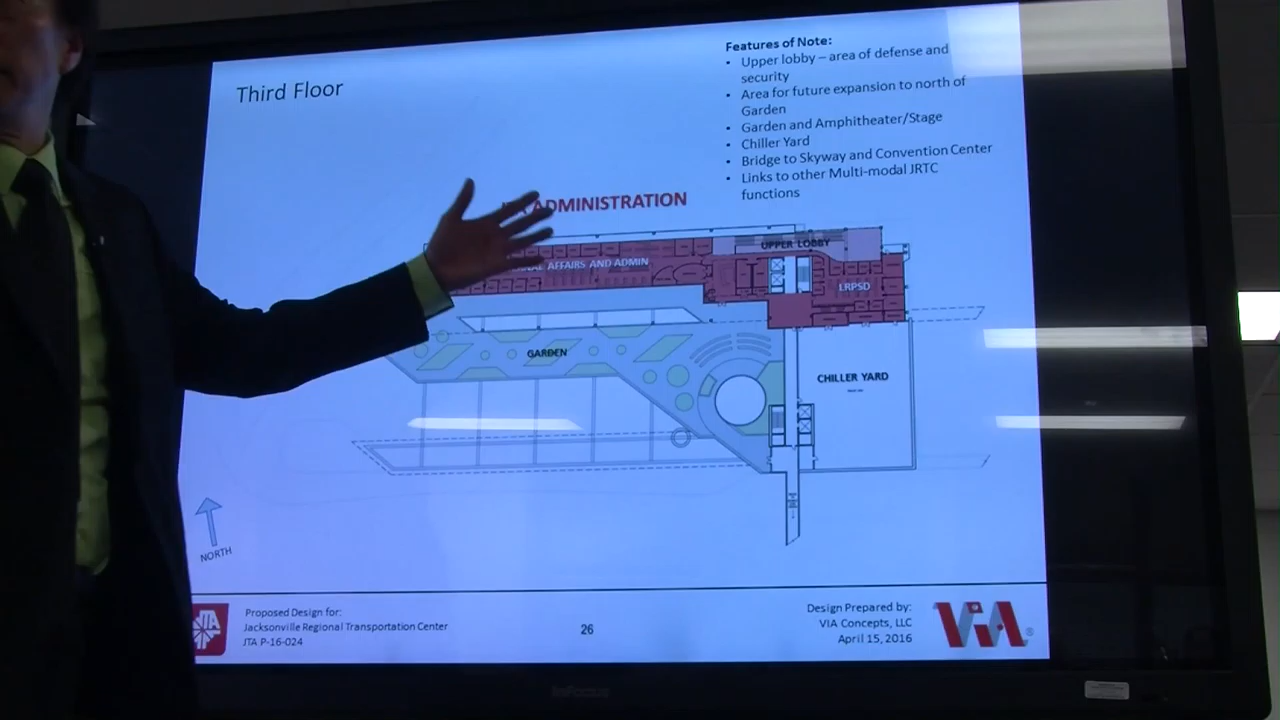 Third Floor
Features of Note:
• Upper lobby – area of defense and
security
• Area for future expansion to north of
Garden
• Garden and Amphitheater/Stage
• Chiller Yard
• Bridge to Skyway and Convention Center
• Links to other Multi-modal JRTC
functions
ADMINISTRATION
UPPER LOBBY
AFFAIRS AND ADMIN
LRPSD
GARDEN
CHILLER YARD
NORTH
JTA
Proposed Design for:
Jacksonville Regional Transportation Center
JTA P-16-024
26
Design Prepared by:
VIA Concepts, LLC
April 15, 2016
VIA
®
InFocus